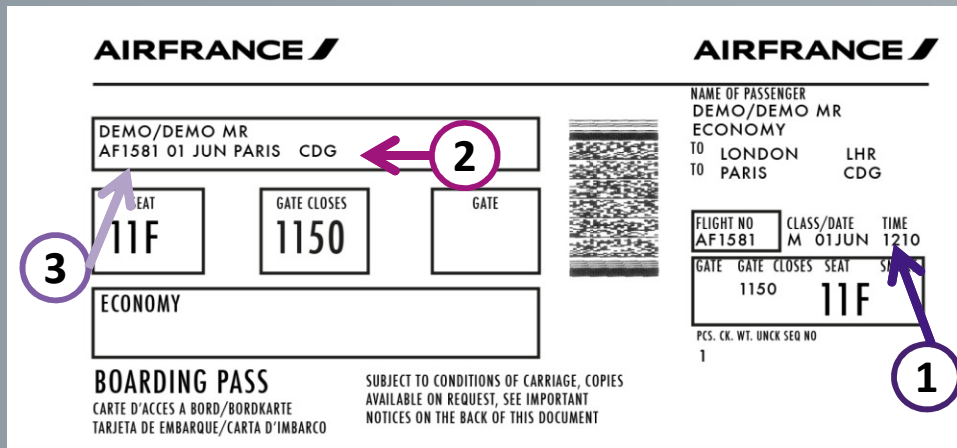 AIRFRANCE
DEMO/DEMO MR
AF1581 01 JUN PARIS CDG
2
SEAT
11F
GATE CLOSES
1150
GATE
3
ECONOMY
BOARDING PASS
CARTE D'ACCES A BORD/BORDKARTE
TARJETA DE EMBARQUE/CARTA D'IMBARCO
SUBJECT TO CONDITIONS OF CARRIAGE, COPIES
AVAILABLE ON REQUEST, SEE IMPORTANT
NOTICES ON THE BACK OF THIS DOCUMENT
AIRFRANCE
NAME OF PASSENGER
DEMO/DEMO MR
ECONOMY
TO LONDON LHR
TO PARIS CDG
FLIGHT NO CLASS/DATE TIME
AF1581 M 01JUN 1210
GATE GATE CLOSES SEAT
1150 11F
PCS. CK. WT. UNCK SEQ NO
1
1